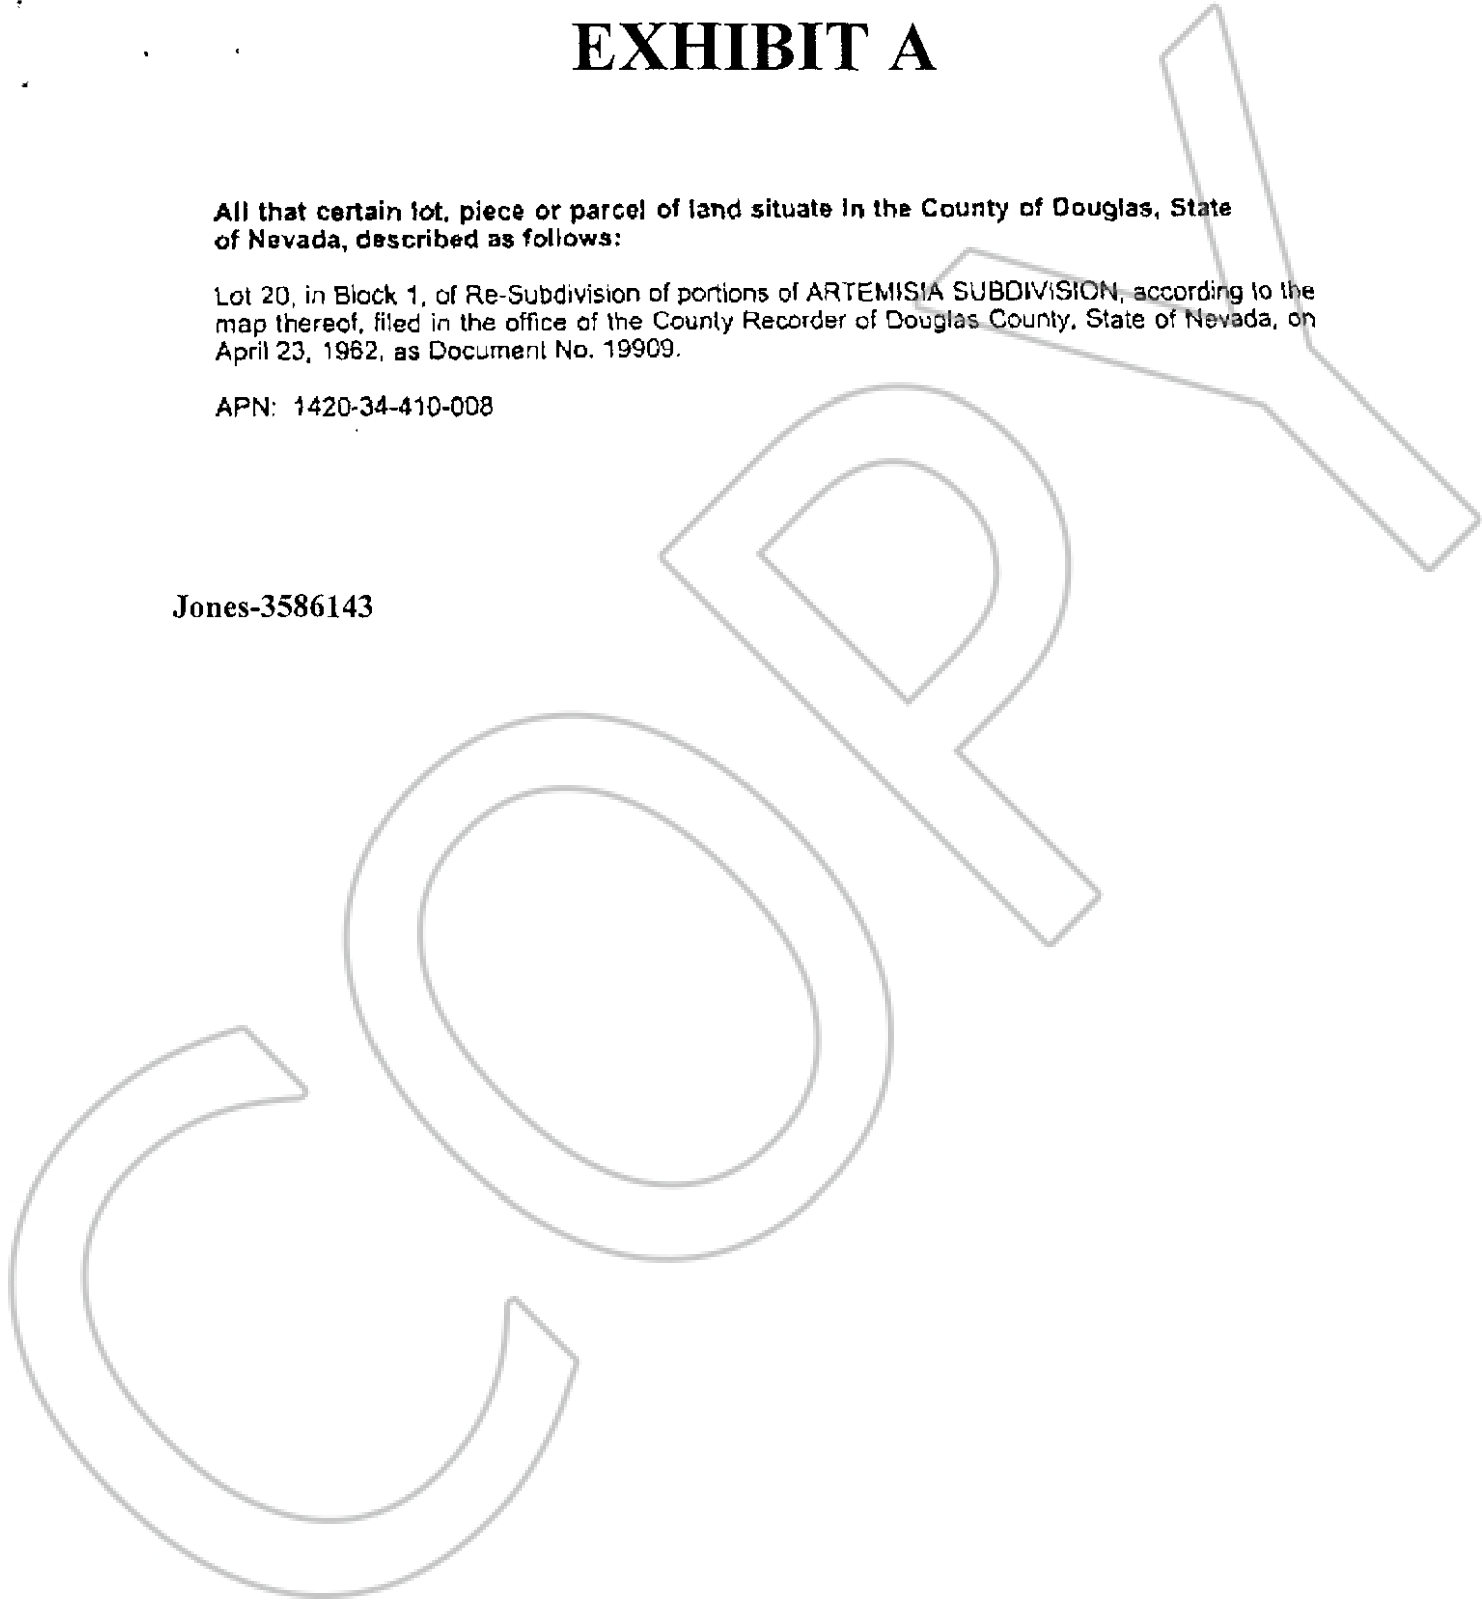 EXHIBIT A
All that certain lot, piece or parcel of land situate in the County of Douglas, State
of Nevada, described as follows:
Lot 20, in Block 1, of Re-Subdivision of portions of ARTEMISIA SUBDIVISION, according to the
map thereof, filed in the office of the County Recorder of Douglas County, State of Nevada, on
April 23, 1962, as Document No. 19909.
APN: 1420-34-410-008
Jones-3586143
COPY